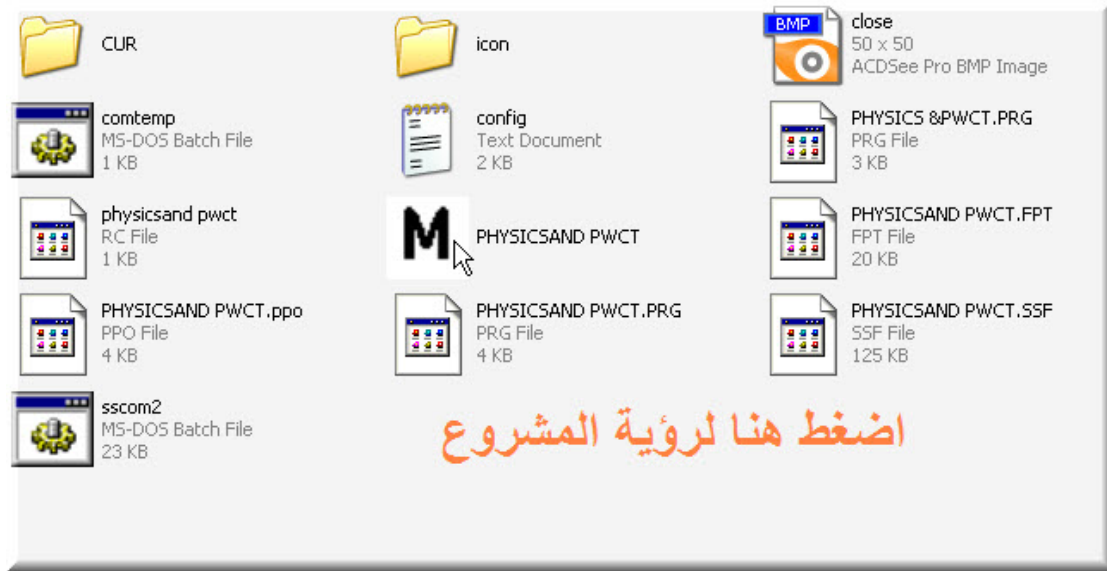 CUR
icon
BMP
close
50 x 50
ACDSee Pro BMP Image
comtemp
MS-DOS Batch File
1 KB
config
Text Document
2 KB
PHYSICS &PWCT.PRG
PRG File
3 KB
physicsand pwct
RC File
1 KB
M
PHYSICSAND PWCT
PHYSICSAND PWCT.FPT
FPT File
20 KB
PHYSICSAND PWCT.ppo
PPO File
4 KB
PHYSICSAND PWCT.PRG
PRG File
4 KB
PHYSICSAND PWCT.SSF
SSF File
125 KB
sscom2
MS-DOS Batch File
23 KB
اضغط هنا لرؤية المشروع